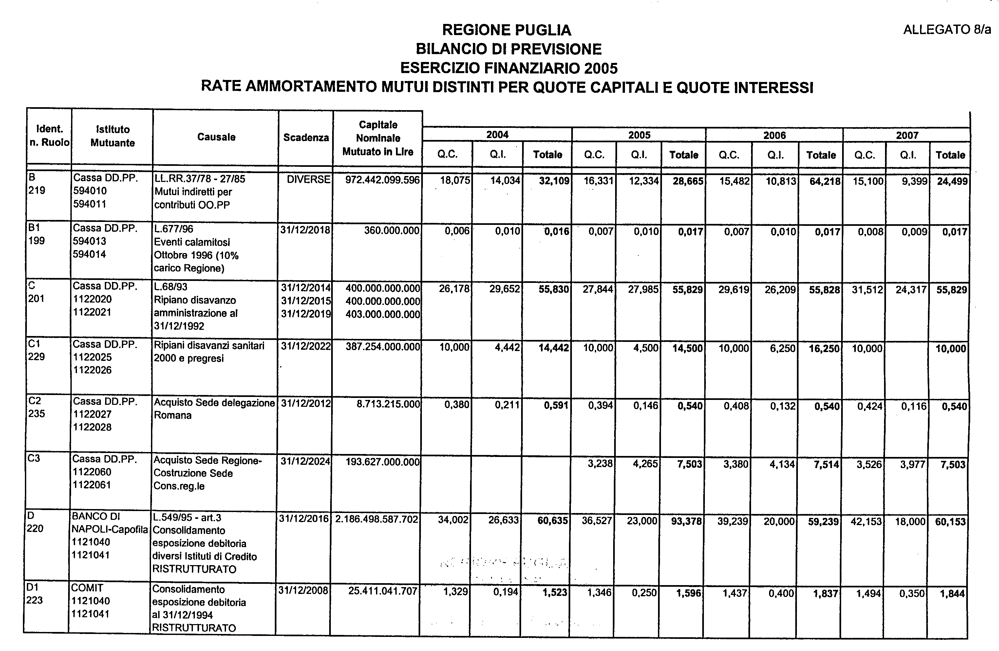 REGIONE PUGLIA
ALLEGATO 8/a
BILANCIO DI PREVISIONE
ESERCIZIO FINANZIARIO 2005
RATE AMMORTAMENTO MUTUI DISTINTI PER QUOTE CAPITALI E QUOTE INTERESSI
Ident. n. Ruolo Istituto Mutuante Causale Scadenza Capitale Nominale Mutuato in Lire
2004 2005 2006 2007
Q.C. Q.I. Totale Q.C. Q.I. Totale Q.C. Q.I. Totale Q.C. Q.I. Totale
B Cassa DD.PP. LL.RR.37/78 - 27/85 DIVERSE 972.442.099.596 18,075 14,034 32,109 16,331 12,334 28,665 15,482 10,813 64,218 15,100 9,399 24,499
219 594010 Mutui indiretti per
594011 contributi OO.PP
B1 Cassa DD.PP. L.677/96 31/12/2018 360.000.000 0,006 0,010 0,016 0,007 0,010 0,017 0,007 0,010 0,017 0,008 0,009 0,017
199 594013 Eventi calamitosi
594014 Ottobre 1996 (10%
carico Regione)
C Cassa DD.PP. L.68/93 31/12/2014 400.000.000.000 26,178 29,652 55,830 27,844 27,985 55,829 29,619 26,209 55,828 31,512 24,317 55,829
201 1122020 Ripiano disavanzo 31/12/2015 400.000.000.000
1122021 amministrazione al 31/12/2019 403.000.000.000
31/12/1992
C1 Cassa DD.PP. Ripiani disavanzi sanitari 31/12/2022 387.254.000.000 10,000 4,442 14,442 10,000 4,500 14,500 10,000 6,250 16,250 10,000 10,000
229 1122025 2000 e pregresi
1122026
C2 Cassa DD.PP. Acquisto Sede delegazione 31/12/2012 8.713.215.000 0,380 0,211 0,591 0,394 0,146 0,540 0,408 0,132 0,540 0,424 0,116 0,540
235 1122027 Romana
1122028
C3 Cassa DD.PP. Acquisto Sede Regione- 31/12/2024 193.627.000.000 3,238 4,265 7,503 3,380 4,134 7,514 3,526 3,977 7,503
1122060 Costruzione Sede
1122061 Cons.reg.le
D BANCO DI L.549/95 - art.3 31/12/2016 2.186.498.587.702 34,002 26,633 60,635 36,527 23,000 93,378 39,239 20,000 59,239 42,153 18,000 60,153
220 NAPOLI-Capofila Consolidamento
1121040 esposizione debitoria
1121041 diversi Istituti di Credito
RISTRUTTURATO
D1 COMIT Consolidamento 31/12/2008 25.411.041.707 1,329 0,194 1,523 1,346 0,250 1,596 1,437 0,400 1,837 1,494 0,350 1,844
223 1121040 esposizione debitoria
1121041 al 31/12/1994
RISTRUTTURATO